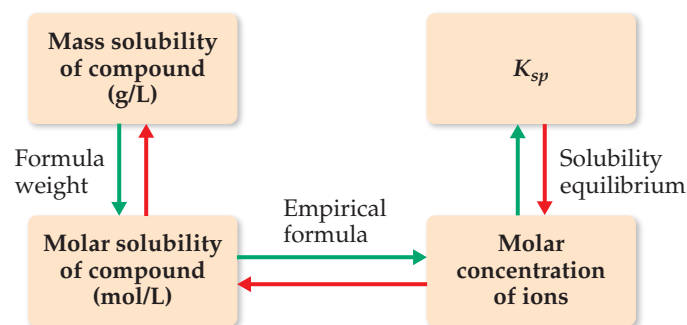 Mass solubility
of compound
(g/L)
K_sp
Formula
weight
Solubility
equilibrium
Empirical
formula
Molar solubility
of compound
(mol/L)
Molar
concentration
of ions